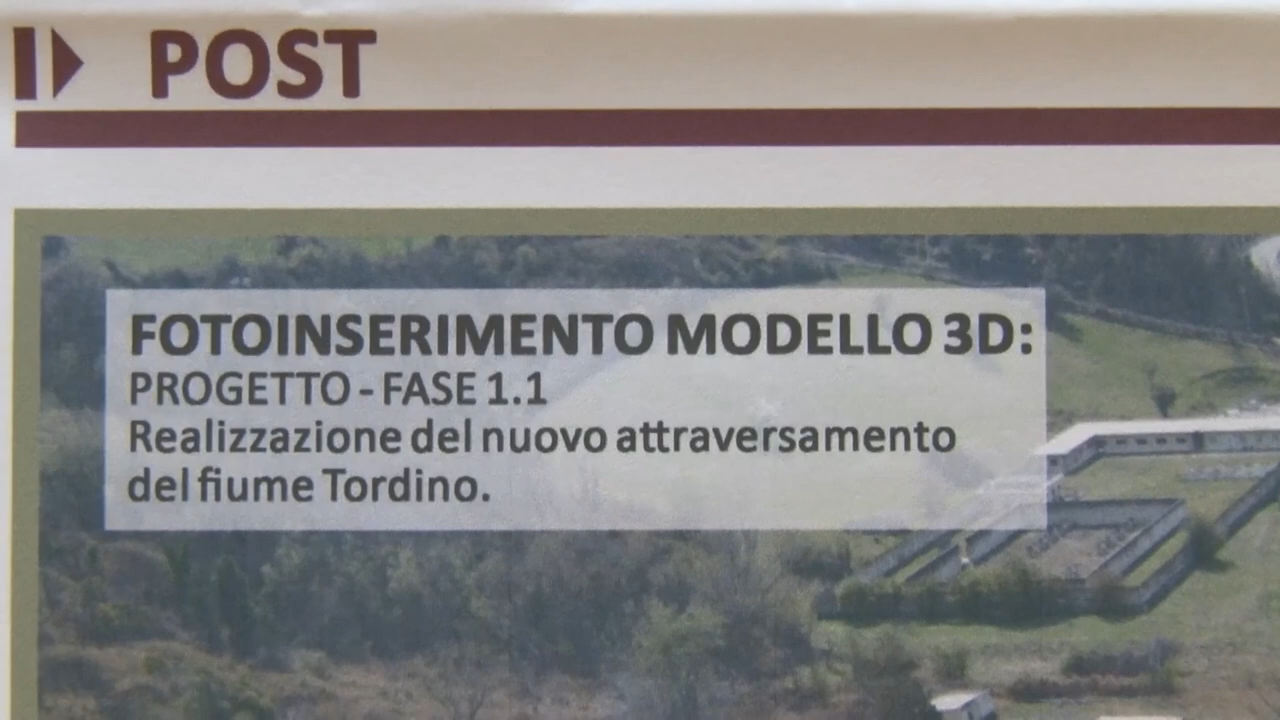 POST
FOTOINSERIMENTO MODELLO 3D:
PROGETTO - FASE 1.1
Realizzazione del nuovo attraversamento
del fiume Tordino.